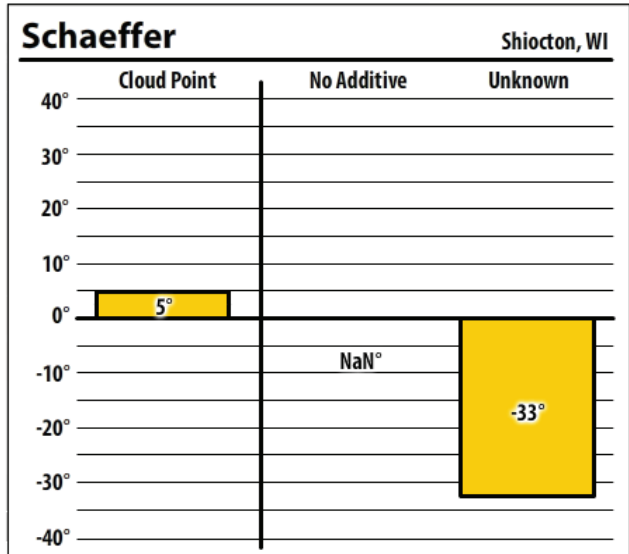 Schaeffer
Shiocton, WI
Cloud Point
No Additive
Unknown
40°
30°
20°
10°
0°
5°
-10°
NaN°
-20°
-33°
-30°
-40°